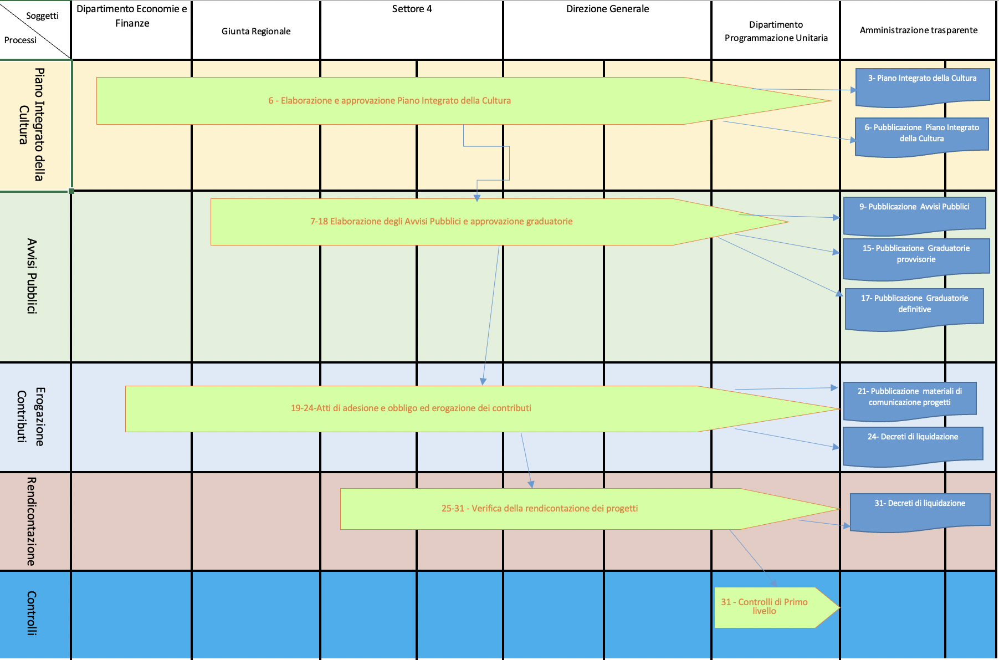 Soggetti
Processi
Dipartimento Economie e
Finanze
Giunta Regionale
Settore 4
Direzione Generale
Dipartimento
Programmazione Unitaria
Amministrazione trasparente
Piano Integrato della
Cultura
6 - Elaborazione e approvazione Piano Integrato della Cultura
3- Piano Integrato della Cultura
6- Pubblicazione Piano Integrato
della Cultura
Avvisi Pubblici
7-18 Elaborazione degli Avvisi Pubblici e approvazione graduatorie
9- Pubblicazione Avvisi Pubblici
15- Pubblicazione Graduatorie
provvisorie
17- Pubblicazione Graduatorie
definitive
Erogazione
Contributi
19-24-Atti di adesione e obbligo ed erogazione dei contributi
21- Pubblicazione materiali di
comunicazione progetti
24- Decreti di liquidazione
Rendicontazione
25-31 - Verifica della rendicontazione dei progetti
31- Decreti di liquidazione
Controlli
31 - Controlli di Primo
livello